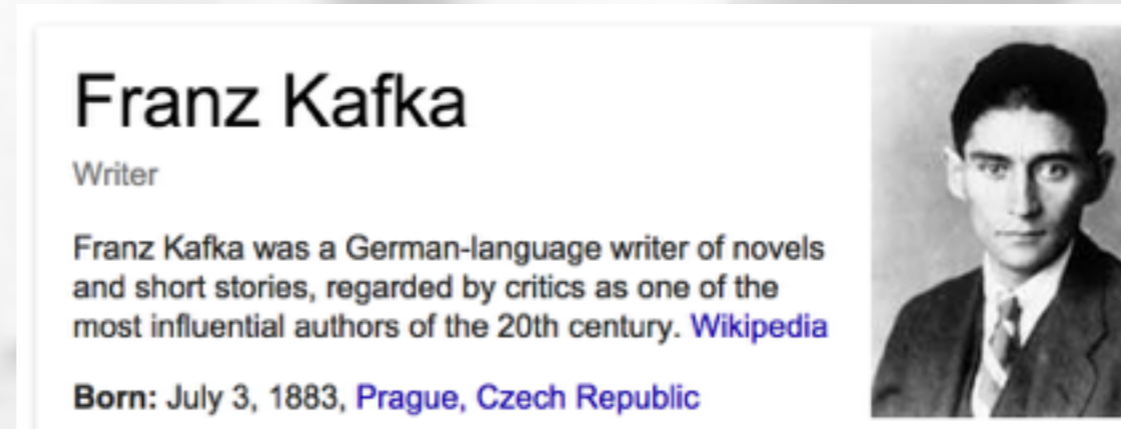 Franz Kafka
Writer
Franz Kafka was a German-language writer of novels
and short stories, regarded by critics as one of the
most influential authors of the 20th century. Wikipedia
Born: July 3, 1883, Prague, Czech Republic